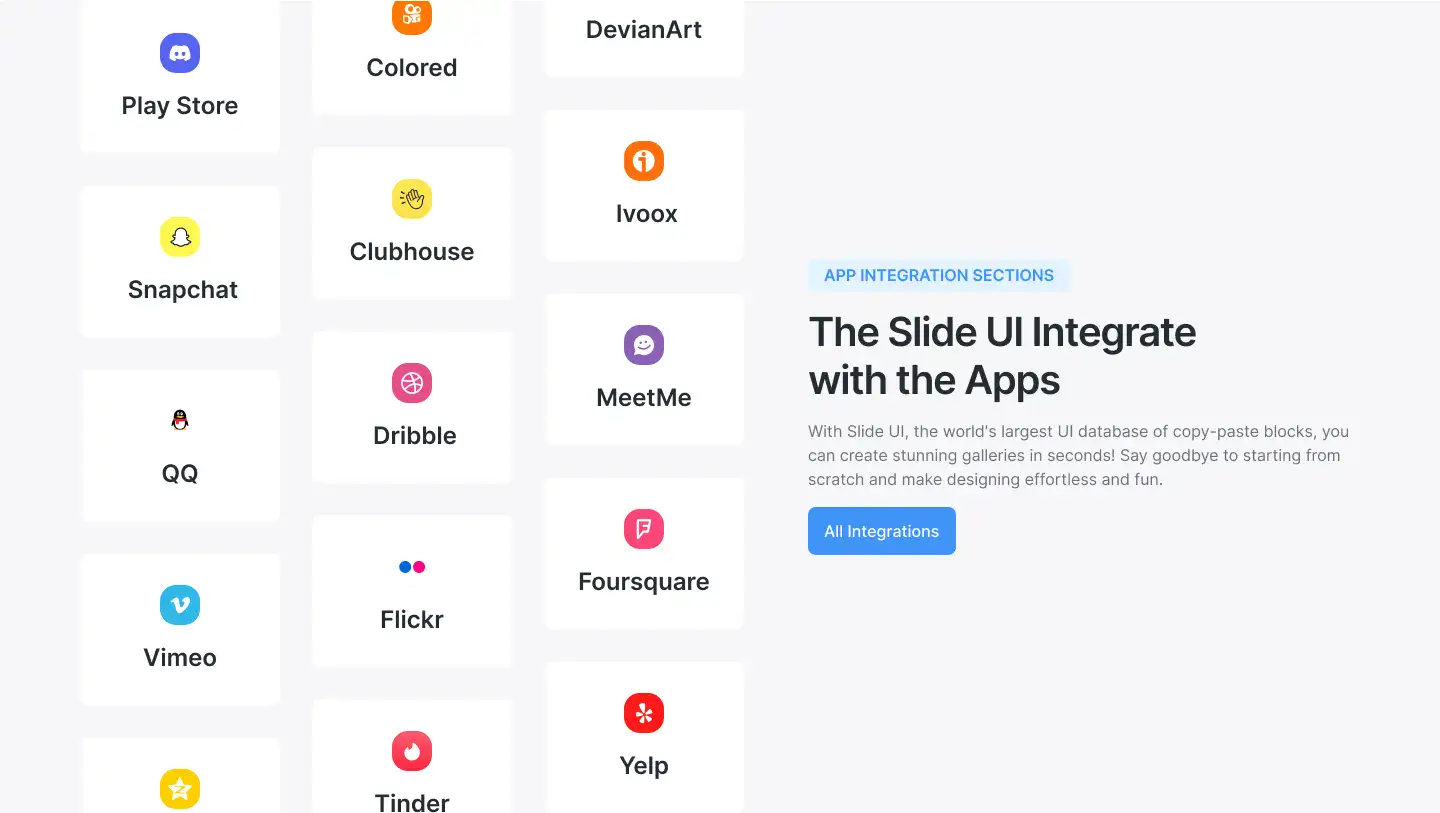 Play Store
Snapchat
QQ
Vimeo
Colored
Clubhouse
Dribble
Flickr
Tinder
DevianArt
Ivoox
MeetMe
Foursquare
Yelp
APP INTEGRATION SECTIONS
The Slide UI Integrate
with the Apps
With Slide UI, the world's largest UI database of copy-paste blocks, you
can create stunning galleries in seconds! Say goodbye to starting from
scratch and make designing effortless and fun.
All Integrations